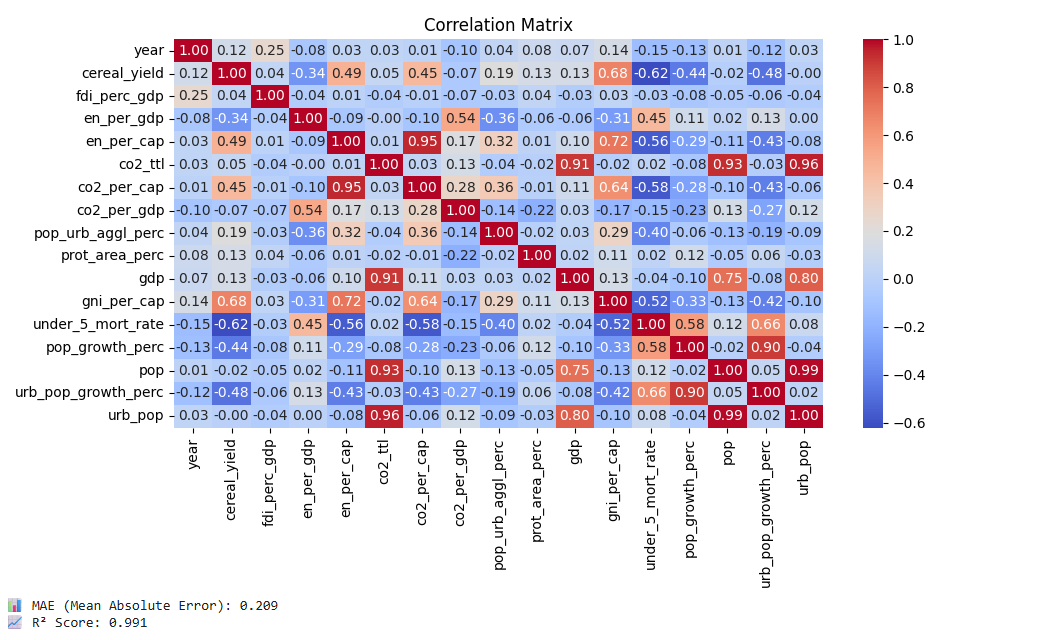 Correlation Matrix
year 1.00 0.12 0.25 -0.08 0.03 0.03 0.01 -0.10 0.04 0.08 0.07 0.14 -0.15 -0.13 0.01 -0.12 0.03
cereal_yield 0.12 1.00 0.04 -0.34 0.49 0.05 0.45 -0.07 0.19 0.13 0.13 0.68 -0.62 -0.44 -0.02 -0.48 -0.00
fdi_perc_gdp 0.25 0.04 1.00 -0.04 0.01 -0.04 -0.01 -0.07 -0.03 0.04 -0.03 0.03 -0.03 -0.08 -0.05 -0.06 -0.04
en_per_gdp -0.08 -0.34 -0.04 1.00 -0.09 -0.00 -0.10 0.54 -0.36 -0.06 -0.06 -0.31 0.45 0.11 0.02 0.13 0.00
en_per_cap 0.03 0.49 0.01 -0.09 1.00 0.01 0.95 0.17 0.32 0.01 0.10 0.72 -0.56 -0.29 -0.11 -0.43 -0.08
co2_ttl 0.03 0.05 -0.04 -0.00 0.01 1.00 0.03 0.13 -0.04 -0.02 0.91 -0.02 0.02 -0.08 0.93 -0.03 0.96
co2_per_cap 0.01 0.45 -0.01 -0.10 0.95 0.03 1.00 0.28 0.36 -0.01 0.11 0.64 -0.58 -0.28 -0.10 -0.43 -0.06
co2_per_gdp -0.10 -0.07 -0.07 0.54 0.17 0.13 0.28 1.00 -0.14 -0.22 0.03 -0.17 -0.15 -0.23 0.13 -0.27 0.12
pop_urb_aggl_perc 0.04 0.19 -0.03 -0.36 0.32 -0.04 0.36 -0.14 1.00 -0.02 0.03 0.29 -0.40 -0.06 -0.13 -0.19 -0.09
prot_area_perc 0.08 0.13 0.04 -0.06 0.01 -0.02 -0.01 -0.22 -0.02 1.00 0.02 0.11 0.02 0.12 -0.05 0.06 -0.03
gdp 0.07 0.13 -0.03 -0.06 0.10 0.91 0.11 0.03 0.03 0.02 1.00 0.13 -0.04 -0.10 0.75 -0.08 0.80
gni_per_cap 0.14 0.68 0.03 -0.31 0.72 -0.02 0.64 -0.17 0.29 0.11 0.13 1.00 -0.52 -0.33 -0.13 -0.42 -0.10
under_5_mort_rate -0.15 -0.62 -0.03 0.45 -0.56 0.02 -0.58 -0.15 -0.40 0.02 -0.04 -0.52 1.00 0.58 0.12 0.66 0.08
pop_growth_perc -0.13 -0.44 -0.08 0.11 -0.29 -0.08 -0.28 -0.23 -0.06 0.12 -0.10 -0.33 0.58 1.00 -0.02 0.90 -0.04
pop 0.01 -0.02 -0.05 0.02 -0.11 0.93 -0.10 0.13 -0.13 -0.05 0.75 -0.13 0.12 -0.02 1.00 0.05 0.99
urb_pop_growth_perc -0.12 -0.48 -0.06 0.13 -0.43 -0.03 -0.43 -0.27 -0.19 0.06 -0.08 -0.42 0.66 0.90 0.05 1.00 0.02
urb_pop 0.03 -0.00 -0.04 0.00 -0.08 0.96 -0.06 0.12 -0.09 -0.03 0.80 -0.10 0.08 -0.04 0.99 0.02 1.00
year
cereal_yield
fdi_perc_gdp
en_per_gdp
en_per_cap
co2_ttl
co2_per_cap
co2_per_gdp
pop_urb_aggl_perc
prot_area_perc
gdp
gni_per_cap
under_5_mort_rate
pop_growth_perc
pop
urb_pop_growth_perc
urb_pop
1.0
0.8
0.6
0.4
0.2
0.0
−0.2
−0.4
−0.6
MAE (Mean Absolute Error): 0.209
R² Score: 0.991